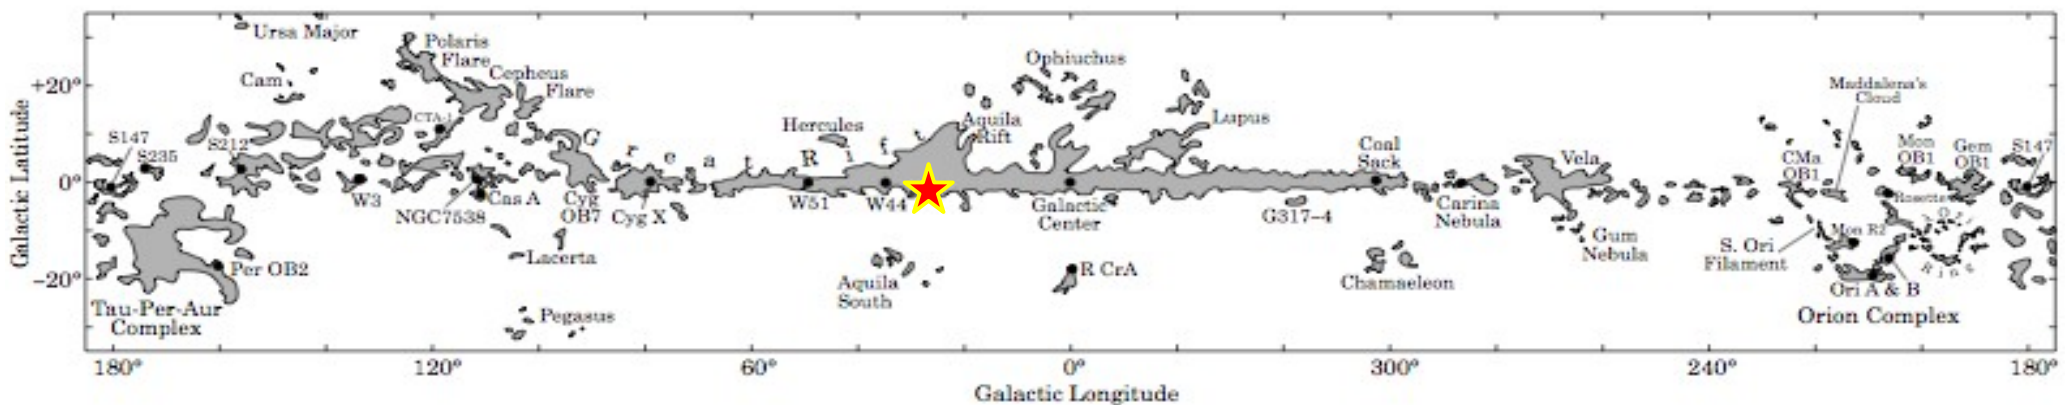 Ursa Major
Polaris
Flare
Cam
Cepheus
Flare
Ophiuchus
+20°
Maddalena's
Cloud
CTA-1
S147
S235
S212
Hercules
Aquila
Rift
Lupus
Great Rift
Coal
Sack
Vela
CMa
OB1
Mon
OB1
Gem
OB1
S147
0°
W3
NGC7538
Cas A
Cyg
OB7
Cyg X
W51
W44
Galactic
Center
G317-4
Carina
Nebula
Rosette
Gum
Nebula
S. Ori
Filament
Mon R2
Ori
Ring
Lacerta
Per OB2
Aquila
South
R CrA
Chamaeleon
Ori A & B
-20°
Tau-Per-Aur
Complex
Pegasus
Orion Complex
Galactic Latitude
180°
120°
60°
0°
300°
240°
180°
Galactic Longitude